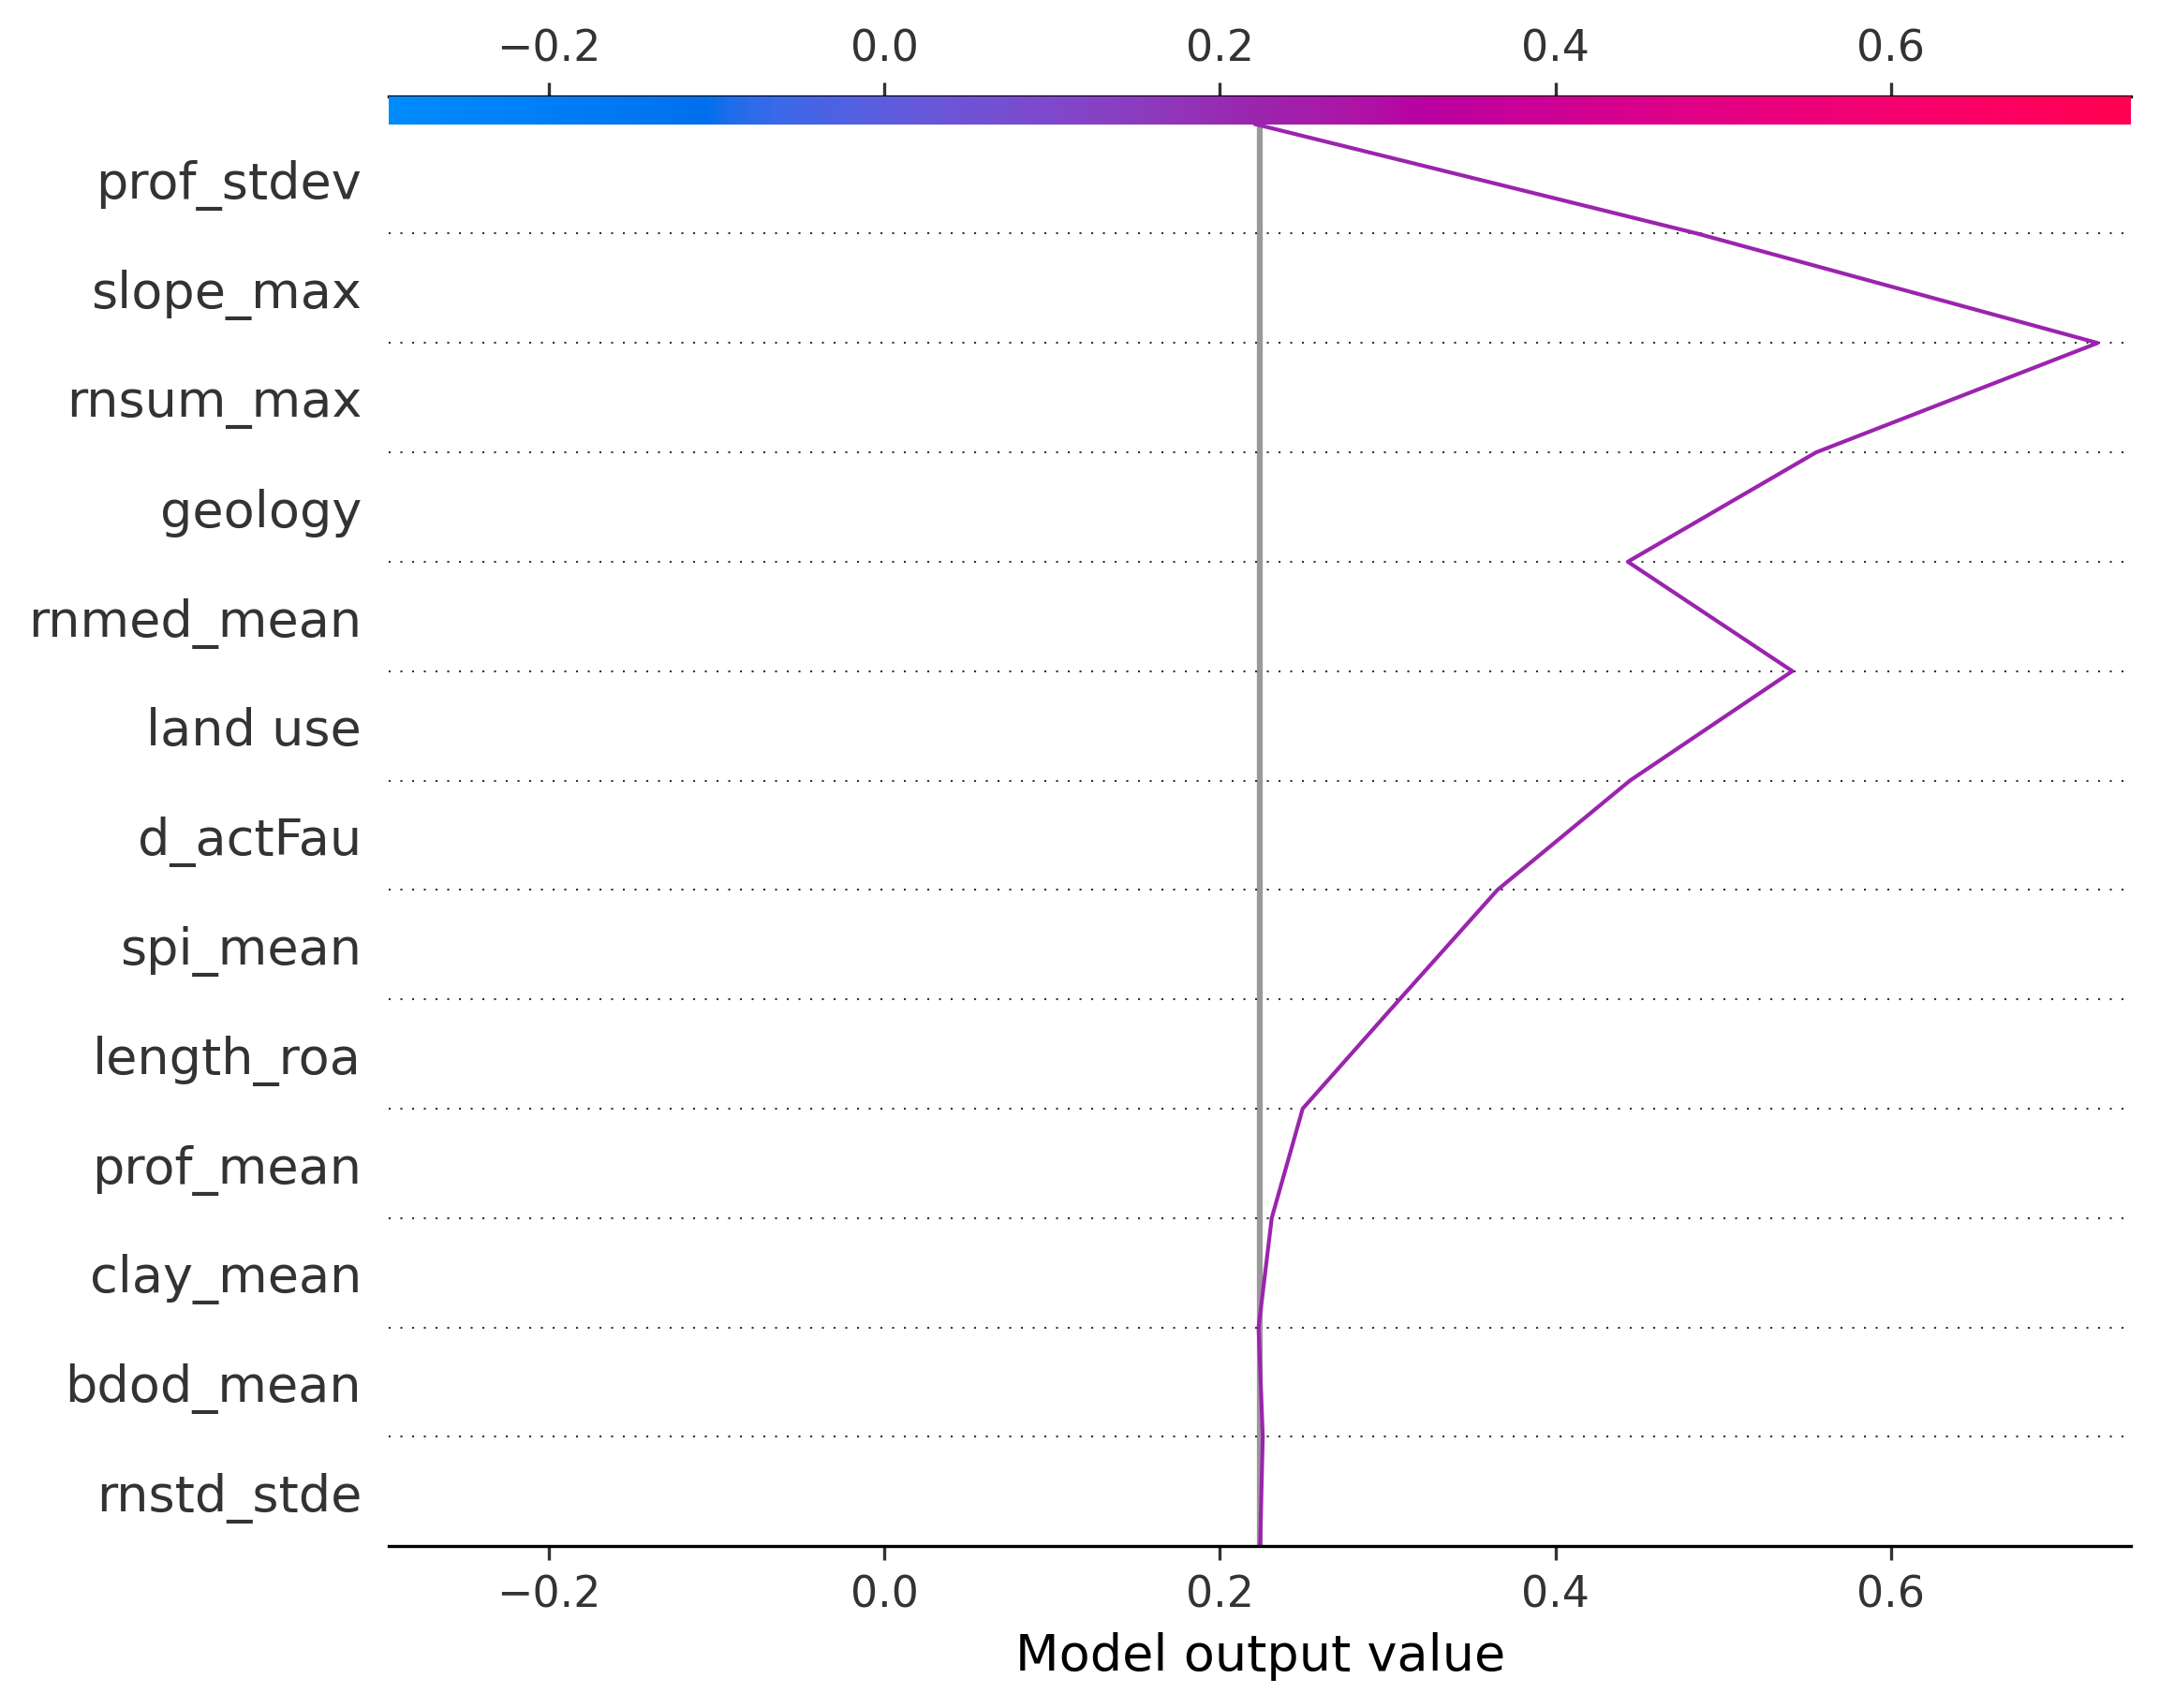 −0.2 0.0 0.2 0.4 0.6
prof_stdev
slope_max
rnsum_max
geology
rnmed_mean
land use
d_actFau
spi_mean
length_roa
prof_mean
clay_mean
bdod_mean
rnstd_stde
−0.2 0.0 0.2 0.4 0.6
Model output value